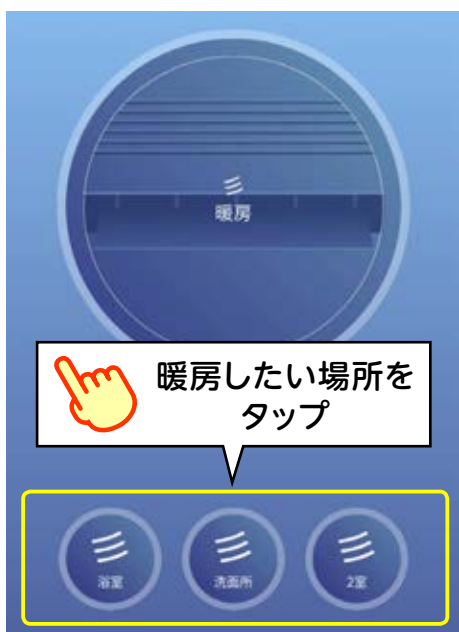 暖房
暖房したい場所を
タップ
浴室
洗面所
2室